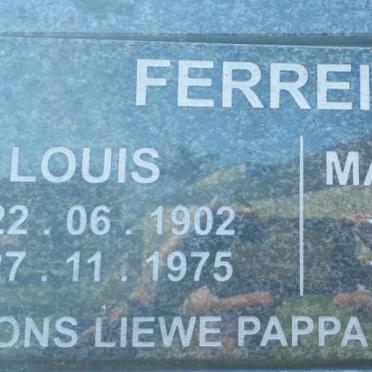 FERREI
LOUIS MA
22 . 06 . 1902
27 . 11 . 1975
ONS LIEWE PAPPA